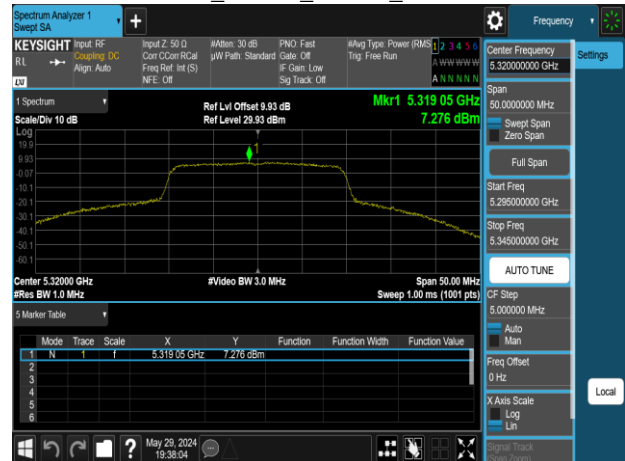 Spectrum Analyzer 1
Swept SA
+
Frequency
KEYSIGHT
RL
LXI
Input: RF
Coupling: DC
Align: Auto
Input Z: 50 Ω
Corr CCorr RCal
Freq Ref: Int (S)
NFE: Off
#Atten: 30 dB
µW Path: Standard
PNO: Fast
Gate: Off
IF Gain: Low
Sig Track: Off
#Avg Type: Power (RMS
Trig: Free Run
1 2 3 4 5 6
A W W W W W
A N N N N N
1 Spectrum
Scale/Div 10 dB
Ref Lvl Offset 9.93 dB
Ref Level 29.93 dBm
Mkr1 5.319 05 GHz
7.276 dBm
Log
19.9
9.93
-0.07
-10.1
-20.1
-30.1
-40.1
-50.1
-60.1
1
Center 5.32000 GHz
#Res BW 1.0 MHz
#Video BW 3.0 MHz
Span 50.00 MHz
Sweep 1.00 ms (1001 pts)
5 Marker Table
Mode Trace Scale X Y Function Function Width Function Value
1 N 1 f 5.319 05 GHz 7.276 dBm
2
3
4
5
6
Center Frequency
5.320000000 GHz
Settings
Span
50.0000000 MHz
Swept Span
Zero Span
Full Span
Start Freq
5.295000000 GHz
Stop Freq
5.345000000 GHz
AUTO TUNE
CF Step
5.000000 MHz
Auto
Man
Freq Offset
0 Hz
X Axis Scale
Log
Lin
Local
Signal Track
(Span Zoom)
?
May 29, 2024
19:38:04